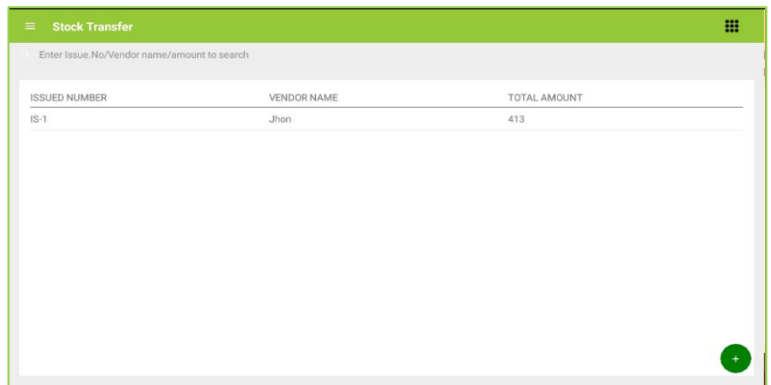 Stock Transfer
Enter Issue.No/Vendor name/amount to search
ISSUED NUMBER VENDOR NAME TOTAL AMOUNT
IS-1 Jhon 413
+